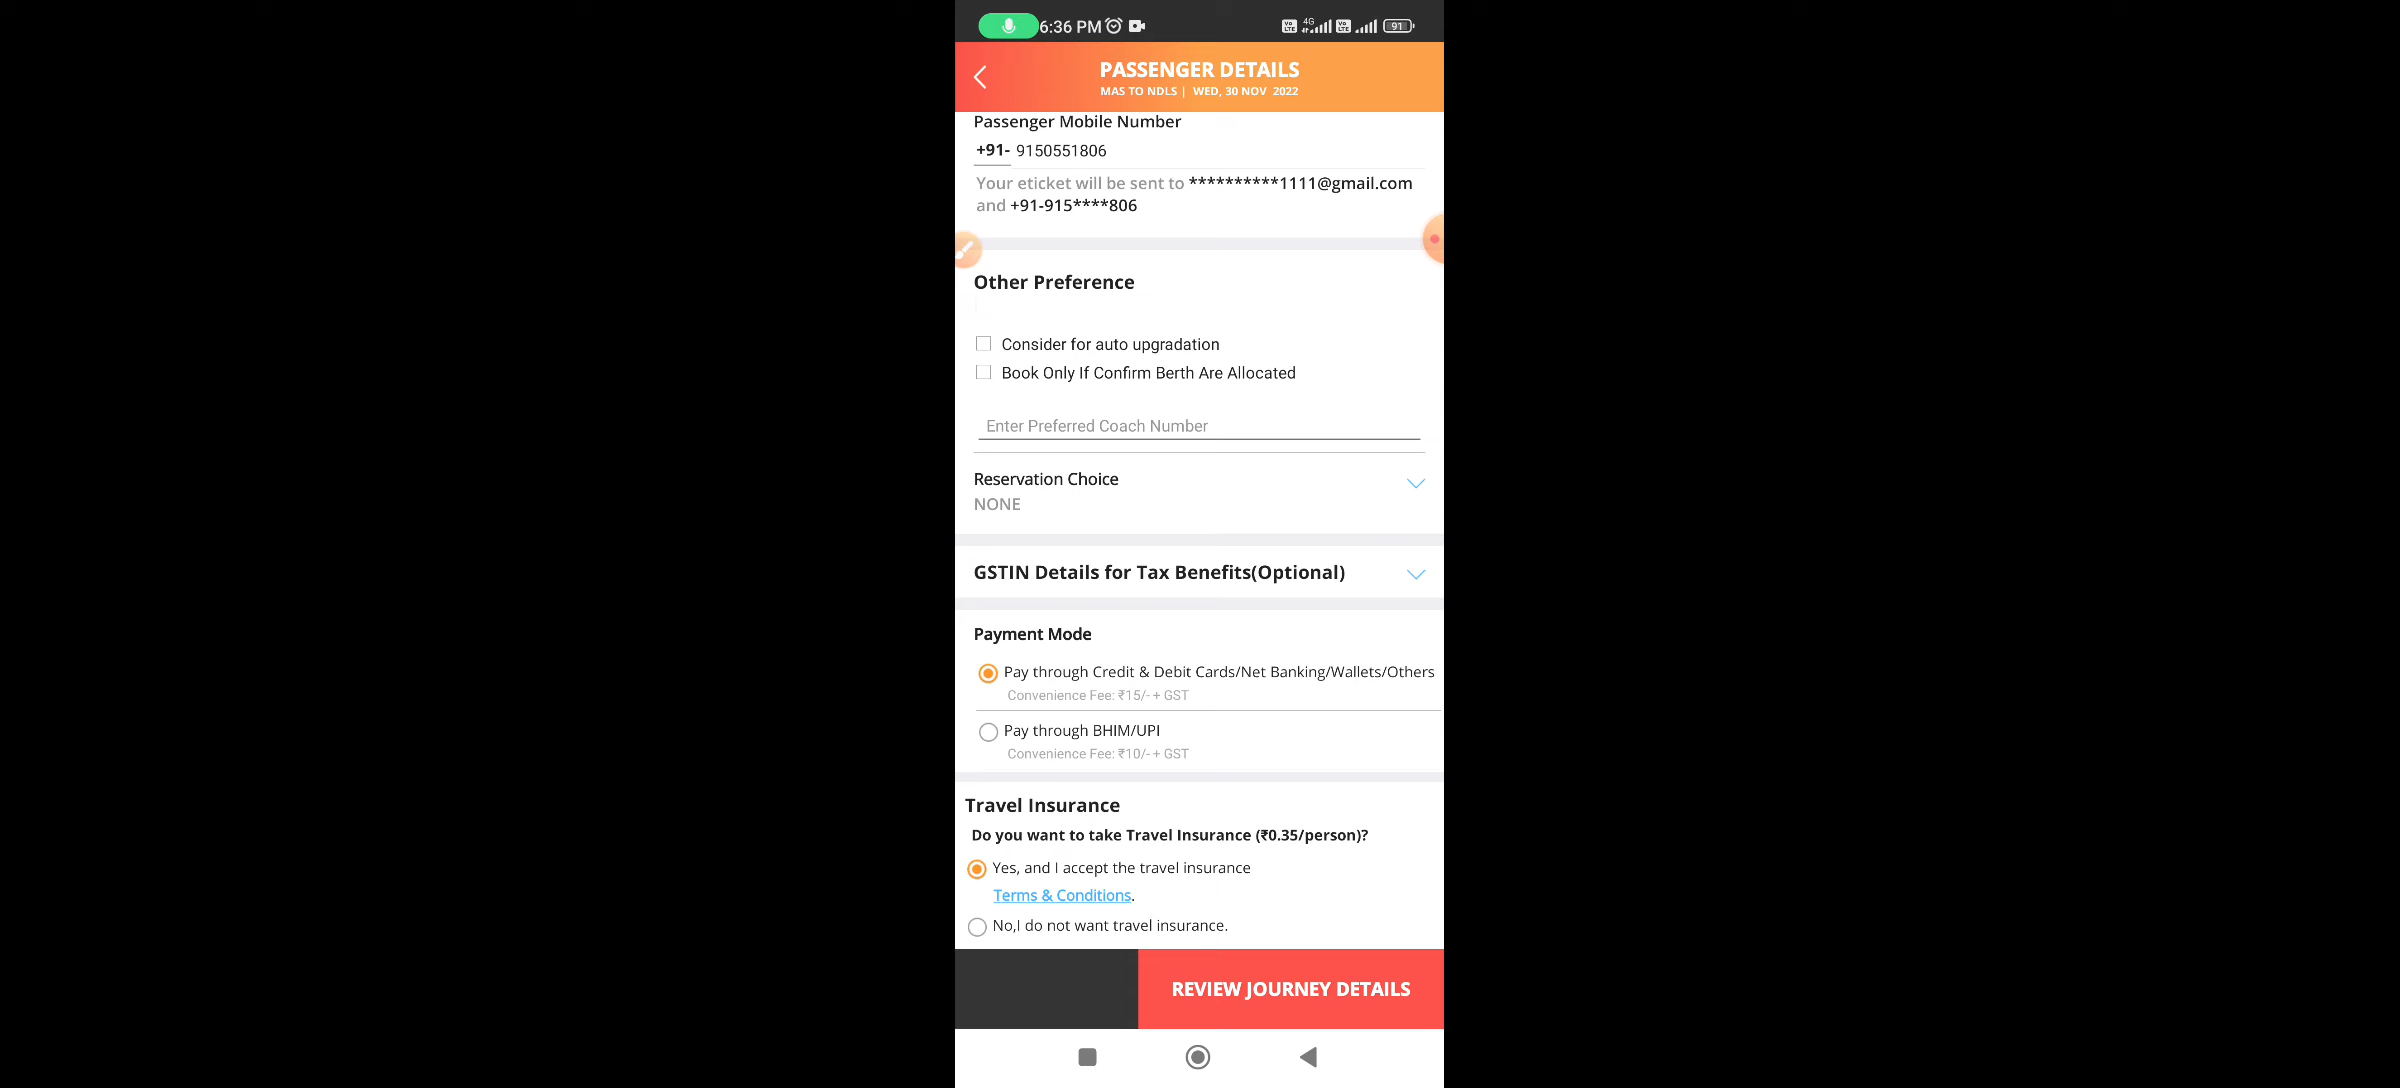 6:36 PM
4G
91
PASSENGER DETAILS
MAS TO NDLS | WED, 30 NOV 2022
Passenger Mobile Number
+91- 9150551806
Your eticket will be sent to **********1111@gmail.com
and +91-915****806
Other Preference
Consider for auto upgradation
Book Only If Confirm Berth Are Allocated
Enter Preferred Coach Number
Reservation Choice
NONE
GSTIN Details for Tax Benefits(Optional)
Payment Mode
Pay through Credit & Debit Cards/Net Banking/Wallets/Others
Convenience Fee: ₹15/- + GST
Pay through BHIM/UPI
Convenience Fee: ₹10/- + GST
Travel Insurance
Do you want to take Travel Insurance (₹0.35/person)?
Yes, and I accept the travel insurance
Terms & Conditions.
No,I do not want travel insurance.
REVIEW JOURNEY DETAILS